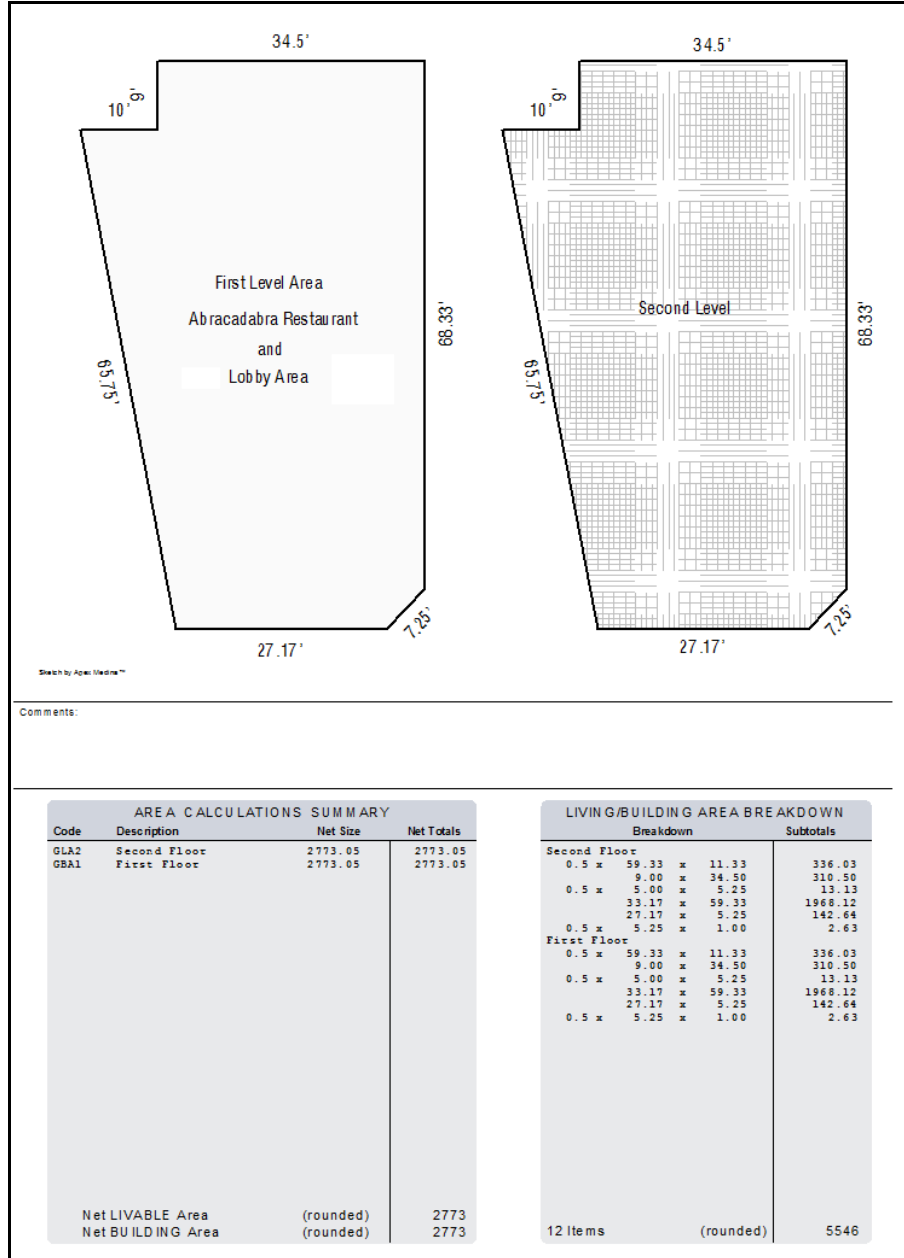 34.5'
34.5'
10'
9'
10'
9'
First Level Area
Abracadabra Restaurant
and
Lobby Area
Second Level
68.33'
68.33'
65.75'
65.75'
7.25'
7.25'
27.17'
27.17'
Sketch by Apex Medina™
Comments:
AREA CALCULATIONS SUMMARY
Code Description Net Size Net Totals
GLA2 Second Floor 2773.05 2773.05
GBA1 First Floor 2773.05 2773.05
Net LIVABLE Area (rounded) 2773
Net BUILDING Area (rounded) 2773
LIVING/BUILDING AREA BREAKDOWN
Breakdown Subtotals
Second Floor
0.5 x 59.33 x 11.33 336.03
9.00 x 34.50 310.50
0.5 x 5.00 x 5.25 13.13
33.17 x 59.33 1968.12
27.17 x 5.25 142.64
0.5 x 5.25 x 1.00 2.63
First Floor
0.5 x 59.33 x 11.33 336.03
9.00 x 34.50 310.50
0.5 x 5.00 x 5.25 13.13
33.17 x 59.33 1968.12
27.17 x 5.25 142.64
0.5 x 5.25 x 1.00 2.63
12 Items (rounded) 5546